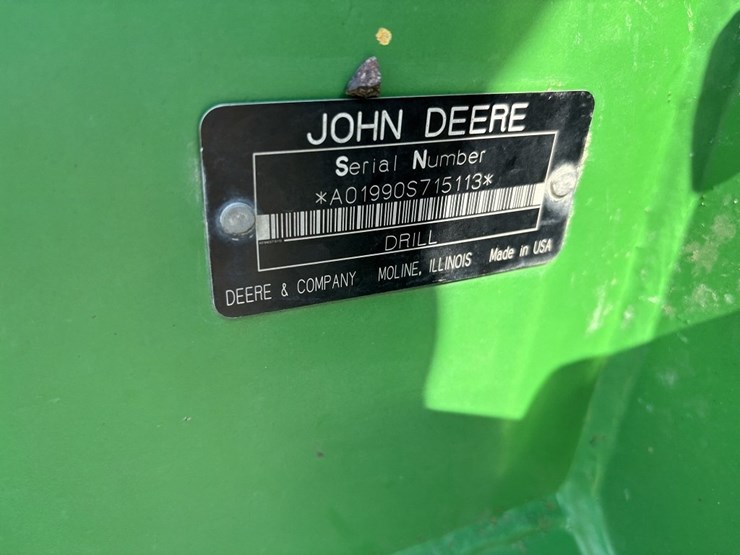 JOHN DEERE
Serial Number
*A01990S715113*
DRILL
DEERE & COMPANY MOLINE, ILLINOIS Made in USA